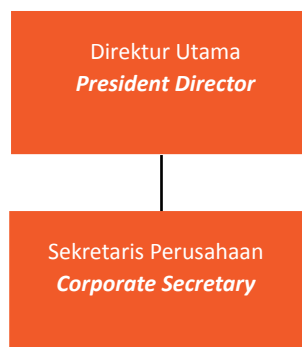 Direktur Utama
President Director
Sekretaris Perusahaan
Corporate Secretary